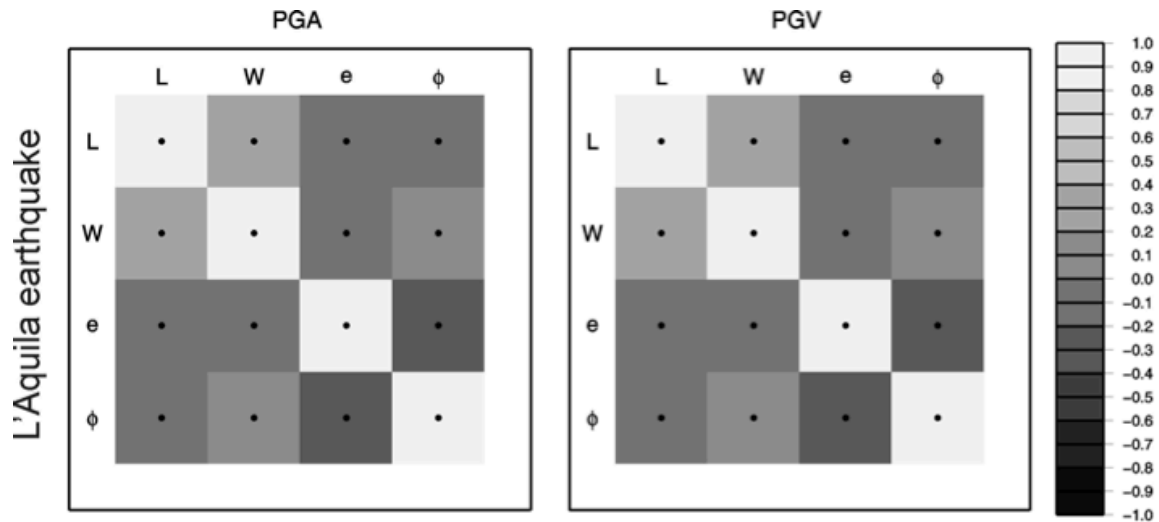 PGA
PGV
L W e ϕ
L W e ϕ
L
W
e
ϕ
L
W
e
ϕ
L'Aquila earthquake
1.0
0.9
0.8
0.7
0.6
0.5
0.4
0.3
0.2
0.1
0.0
−0.1
−0.2
−0.3
−0.4
−0.5
−0.6
−0.7
−0.8
−0.9
−1.0